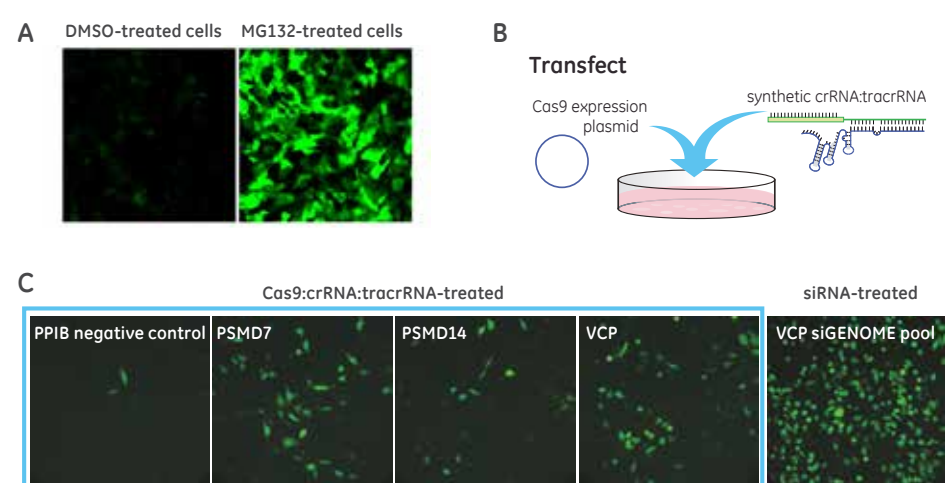 A
DMSO-treated cells
MG132-treated cells
B
Transfect
Cas9 expression
plasmid
synthetic crRNA:tracrRNA
C
Cas9:crRNA:tracrRNA-treated
siRNA-treated
PPIB negative control
PSMD7
PSMD14
VCP
VCP siGENOME pool